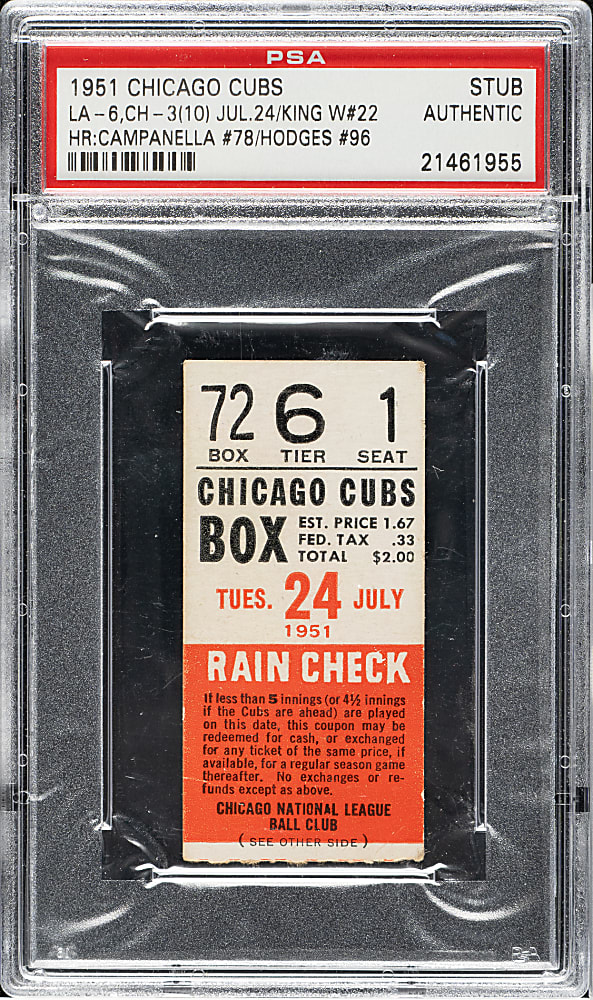 PSA
1951 CHICAGO CUBS STUB
LA-6,CH-3(10) JUL.24/KING W#22 AUTHENTIC
HR:CAMPANELLA #78/HODGES #96
21461955
72 6 1
BOX TIER SEAT
CHICAGO CUBS
BOX EST. PRICE 1.67
FED. TAX .33
TOTAL $2.00
TUES. 24 JULY
1951
RAIN CHECK
If less than 5 innings (or 4½ innings
if the Cubs are ahead) are played
on this date, this coupon may be
redeemed for cash, or exchanged
for any ticket of the same price, if
available, for a regular season game
thereafter. No exchanges or re-
funds except as above.
CHICAGO NATIONAL LEAGUE
BALL CLUB
(SEE OTHER SIDE)
PSA